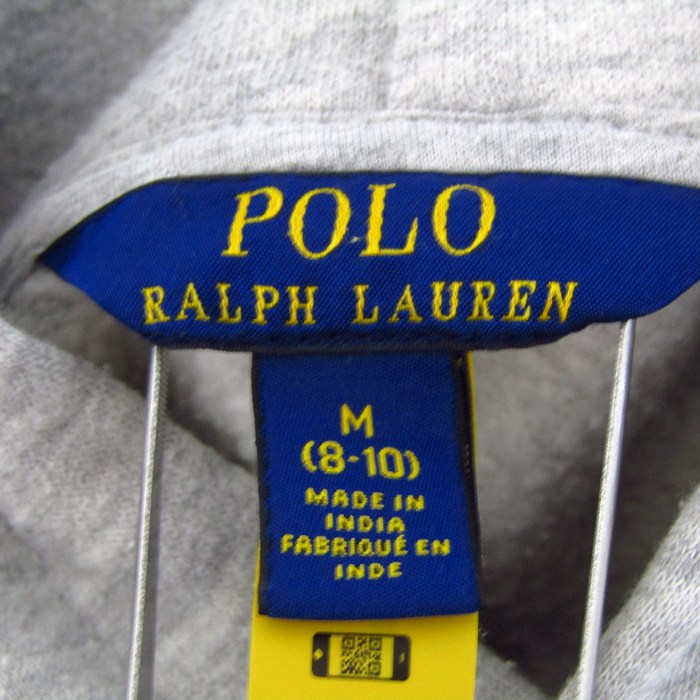 POLO
RALPH LAUREN
M
(8-10)
MADE IN
INDIA
FABRIQUÉ EN
INDE